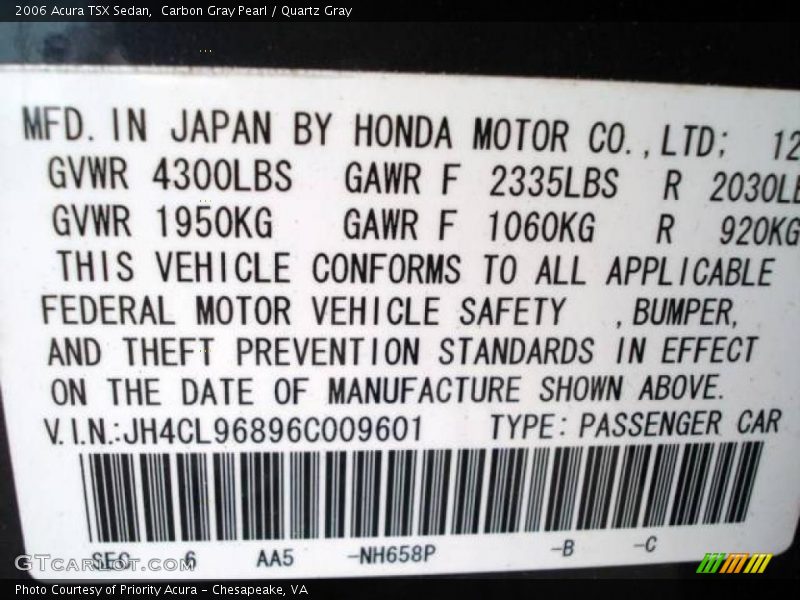 2006 Acura TSX Sedan, Carbon Gray Pearl / Quartz Gray
MFD. IN JAPAN BY HONDA MOTOR CO., LTD; 12
GVWR 4300LBS GAWR F 2335LBS R 2030LB
GVWR 1950KG GAWR F 1060KG R 920KG
THIS VEHICLE CONFORMS TO ALL APPLICABLE
FEDERAL MOTOR VEHICLE SAFETY ,BUMPER,
AND THEFT PREVENTION STANDARDS IN EFFECT
ON THE DATE OF MANUFACTURE SHOWN ABOVE.
V.I.N.:JH4CL96896C009601 TYPE: PASSENGER CAR
SEC 6 AA5 -NH658P -B -C
GTCarLot.com
Photo Courtesy of Priority Acura - Chesapeake, VA